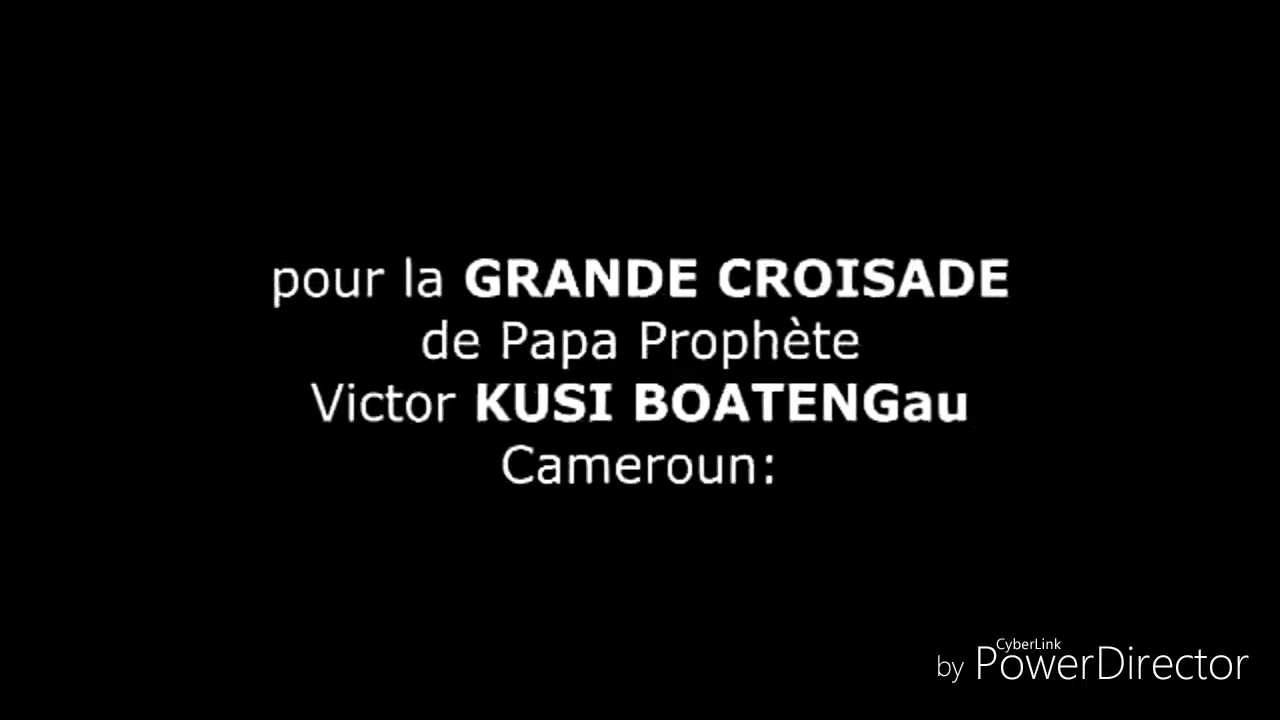 pour la GRANDE CROISADE
de Papa Prophète
Victor KUSI BOATENGau
Cameroun:
CyberLink
by PowerDirector